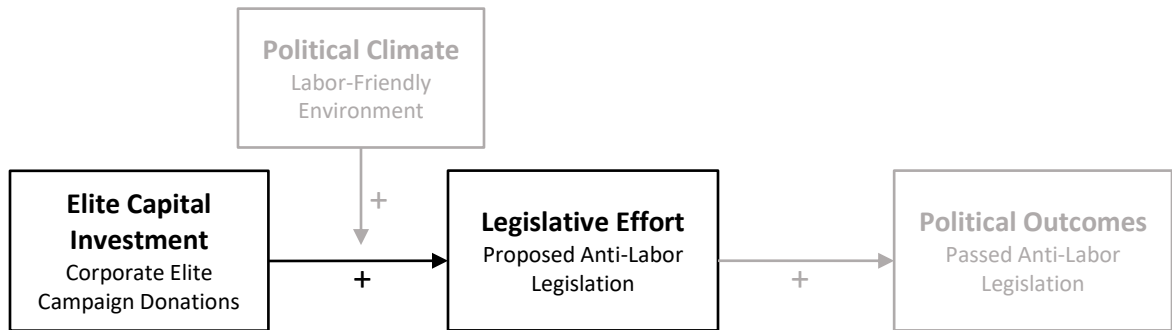 Political Climate
Labor-Friendly
Environment
+
Elite Capital
Investment
Corporate Elite
Campaign Donations
+
Legislative Effort
Proposed Anti-Labor
Legislation
+
Political Outcomes
Passed Anti-Labor
Legislation